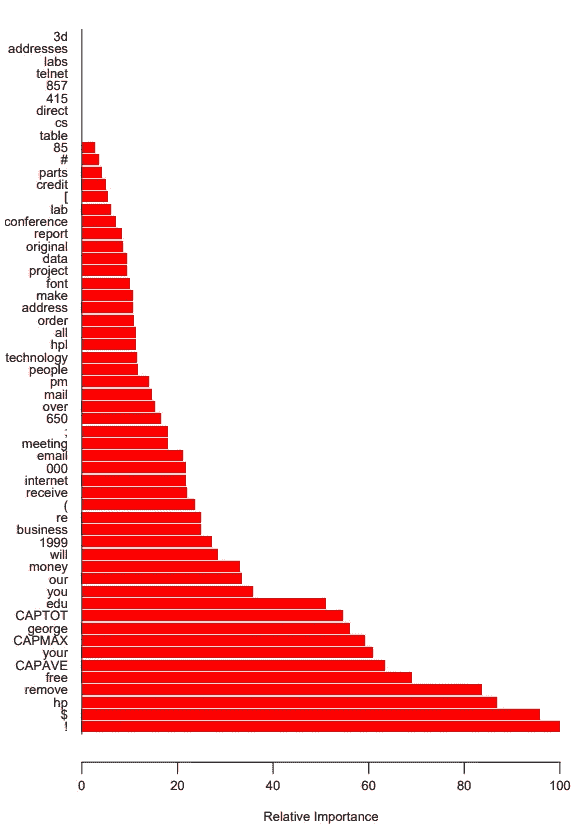 3d
addresses
labs
telnet
857
415
direct
cs
table
85
#
parts
credit
[
lab
conference
report
original
data
project
font
make
address
order
all
hpl
technology
people
pm
mail
over
650
;
meeting
email
000
internet
receive
(
re
business
1999
will
money
our
you
edu
CAPTOT
george
CAPMAX
your
CAPAVE
free
remove
hp
$
!
0 20 40 60 80 100
Relative Importance